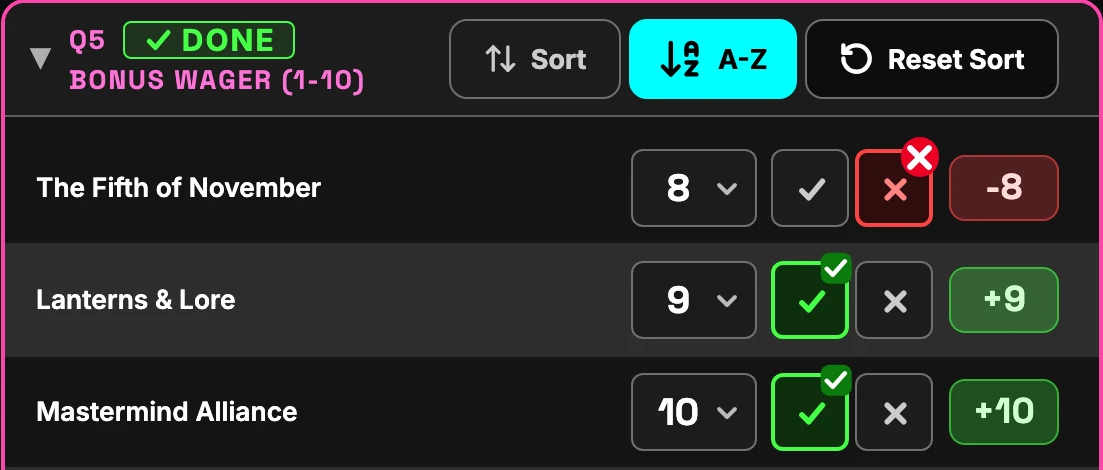 Q5 DONE
BONUS WAGER (1-10)
Sort
A-Z
Reset Sort
The Fifth of November 8 -8
Lanterns & Lore 9 +9
Mastermind Alliance 10 +10